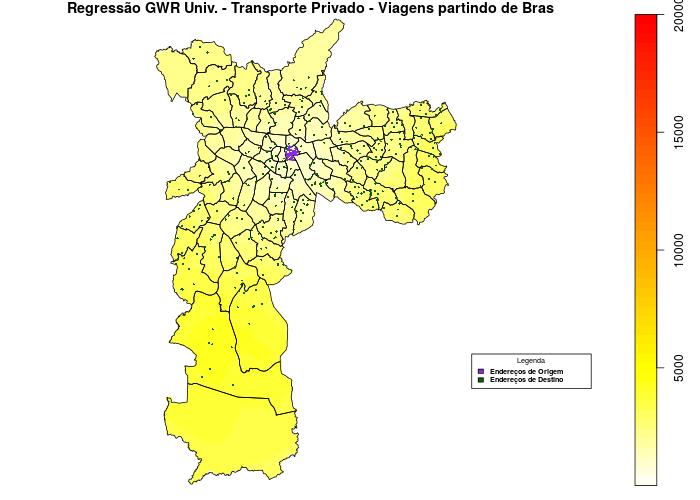 Regressão GWR Univ. - Transporte Privado - Viagens partindo de Bras
20000
15000
10000
5000
Legenda
Endereços de Origem
Endereços de Destino